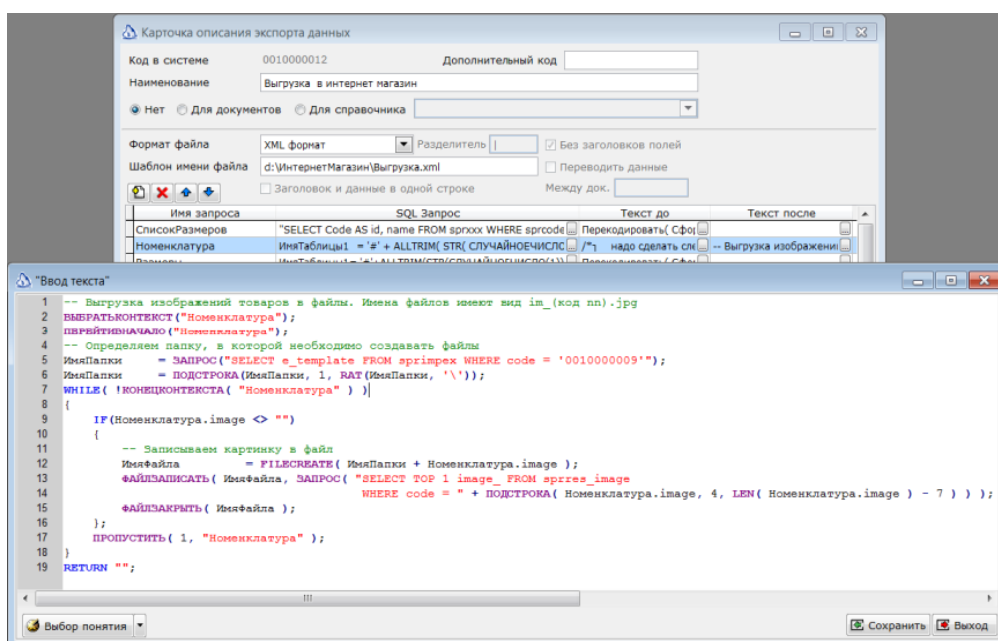 Карточка описания экспорта данных
Код в системе 0010000012 Дополнительный код
Наименование Выгрузка в интернет магазин
Нет Для документов Для справочника
Формат файла XML формат Разделитель | Без заголовков полей
Шаблон имени файла d:\ИнтернетМагазин\Выгрузка.xml Переводить данные
Заголовок и данные в одной строке Между док.
Имя запроса SQL Запрос Текст до Текст после
СписокРазмеров "SELECT Code AS id, name FROM sprxxx WHERE sprcode ... Перекодировать( Сфор ...
Номенклатура ИмяТаблицы1 = '#' + ALLTRIM( STR( СЛУЧАЙНОЕЧИСЛО ... /*┐ надо сделать сле ... -- Выгрузка изображени ...
"Ввод текста"
1 -- Выгрузка изображений товаров в файлы. Имена файлов имеют вид im_(код nn).jpg
2 ВЫБРАТЬКОНТЕКСТ("Номенклатура");
3 ПЕРЕЙТИВНАЧАЛО("Номенклатура");
4 -- Определяем папку, в которой необходимо создавать файлы
5 ИмяПапки = ЗАПРОС("SELECT e_template FROM sprimpex WHERE code = '0010000009'");
6 ИмяПапки = ПОДСТРОКА(ИмяПапки, 1, RAT(ИмяПапки, '\'));
7 WHILE( !КОНЕЦКОНТЕКСТА( "Номенклатура" ) )
8 {
9 IF(Номенклатура.image <> "")
10 {
11 -- Записываем картинку в файл
12 ИмяФайла = FILECREATE( ИмяПапки + Номенклатура.image );
13 ФАЙЛЗАПИСАТЬ( ИмяФайла, ЗАПРОС( "SELECT TOP 1 image_ FROM sprres_image
14 WHERE code = " + ПОДСТРОКА( Номенклатура.image, 4, LEN( Номенклатура.image ) - 7 ) ) );
15 ФАЙЛЗАКРЫТЬ( ИмяФайла );
16 };
17 ПРОПУСТИТЬ( 1, "Номенклатура" );
18 }
19 RETURN "";
Выбор понятия Сохранить Выход